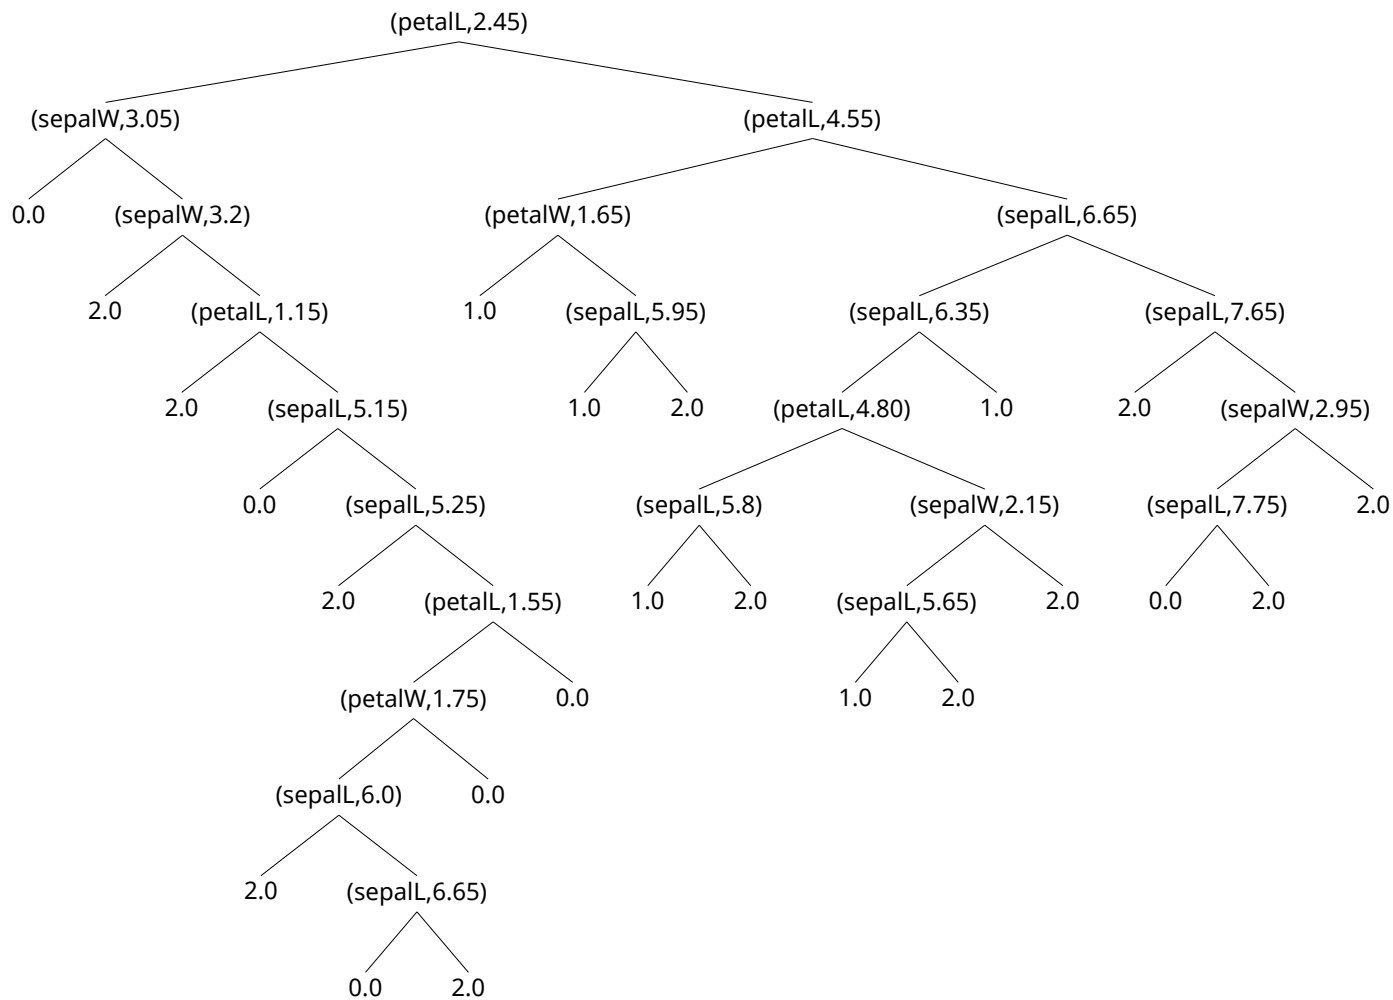 (petalL,2.45)
(sepalW,3.05) (petalL,4.55)
0.0 (sepalW,3.2) (petalW,1.65) (sepalL,6.65)
2.0 (petalL,1.15) 1.0 (sepalL,5.95) (sepalL,6.35) (sepalL,7.65)
2.0 (sepalL,5.15) 1.0 2.0 (petalL,4.80) 1.0 2.0 (sepalW,2.95)
0.0 (sepalL,5.25) (sepalL,5.8) (sepalW,2.15) (sepalL,7.75) 2.0
2.0 (petalL,1.55) 1.0 2.0 (sepalL,5.65) 2.0 0.0 2.0
(petalW,1.75) 0.0 1.0 2.0
(sepalL,6.0) 0.0
2.0 (sepalL,6.65)
0.0 2.0